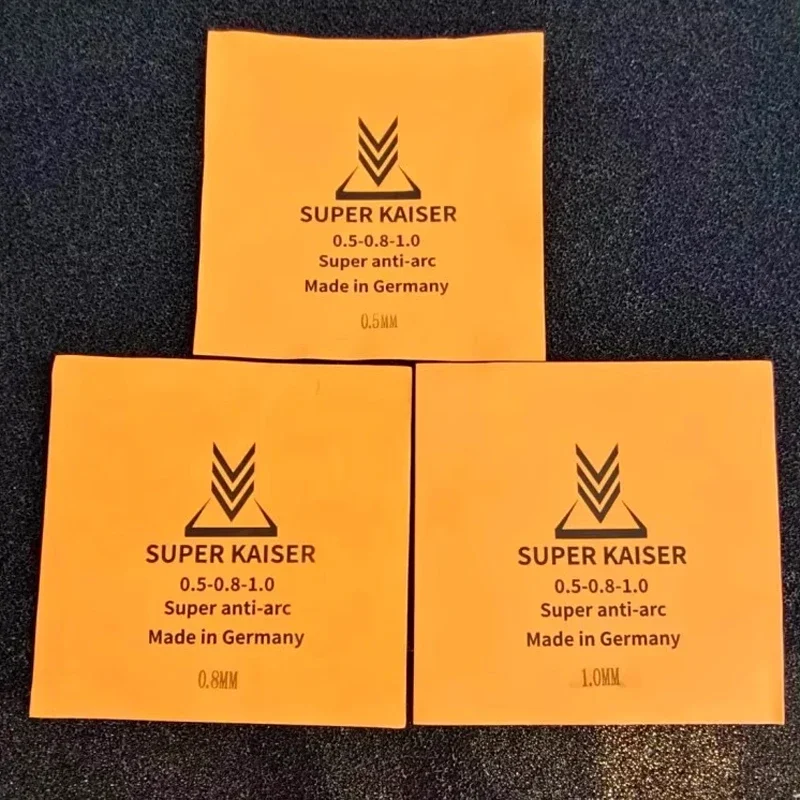 SUPER KAISER
0.5-0.8-1.0
Super anti-arc
Made in Germany
0.5MM
SUPER KAISER
0.5-0.8-1.0
Super anti-arc
Made in Germany
0.8MM
SUPER KAISER
0.5-0.8-1.0
Super anti-arc
Made in Germany
1.0MM